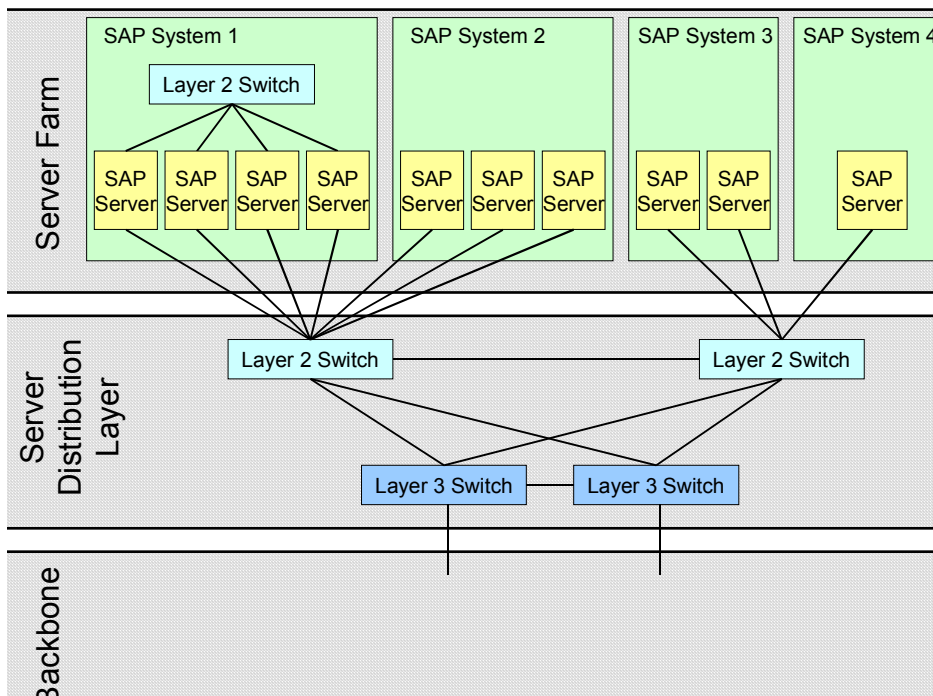 Server Farm
SAP System 1
SAP System 2
SAP System 3
SAP System 4
Layer 2 Switch
SAP
Server
SAP
Server
SAP
Server
SAP
Server
SAP
Server
SAP
Server
SAP
Server
SAP
Server
SAP
Server
SAP
Server
Server
Distribution
Layer
Layer 2 Switch
Layer 2 Switch
Layer 3 Switch
Layer 3 Switch
Backbone